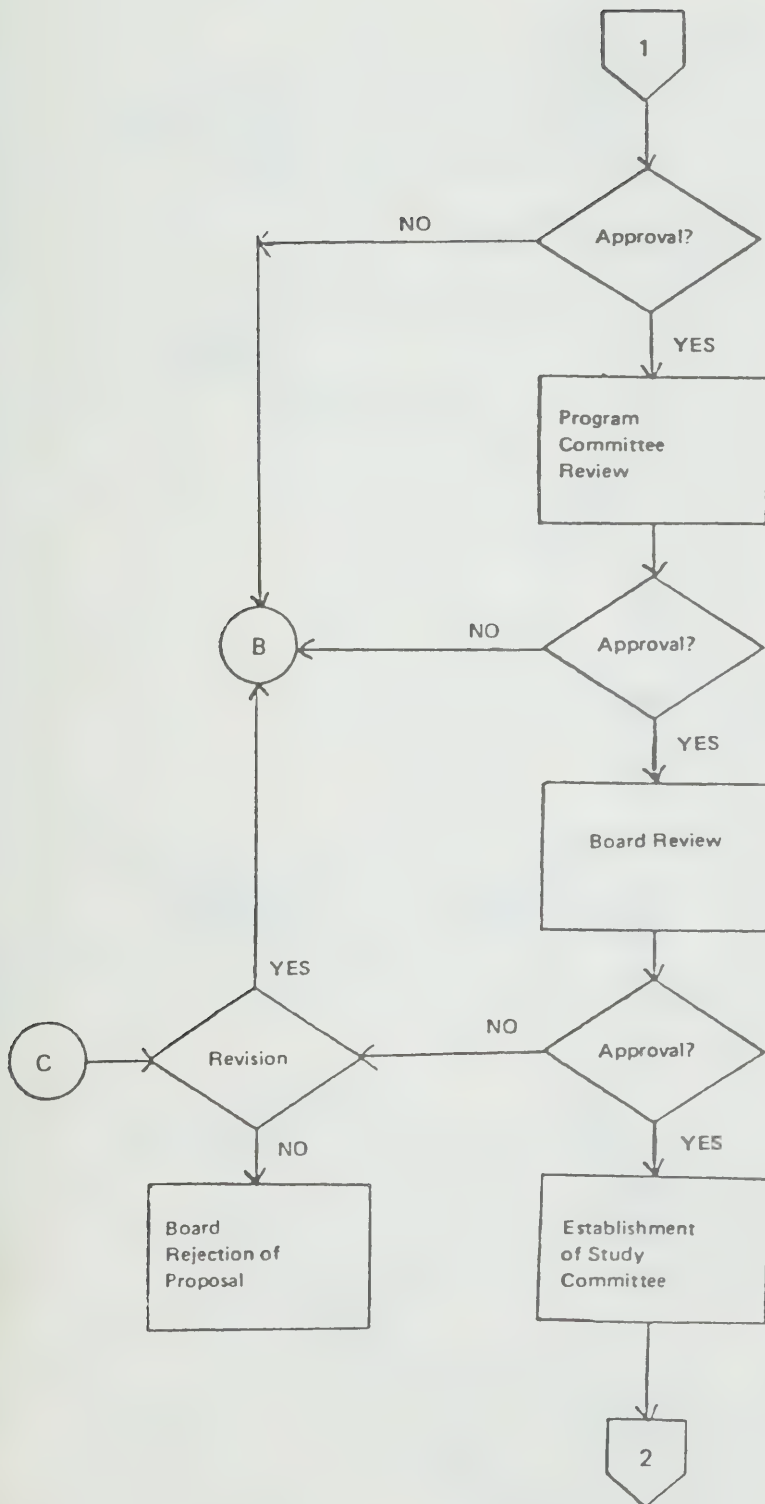 1
Approval?
NO
YES
Program
Committee
Review
Approval?
NO
YES
Board Review
B
Approval?
NO
YES
Revision
YES
NO
C
Board
Rejection of
Proposal
Establishment
of Study
Committee
2